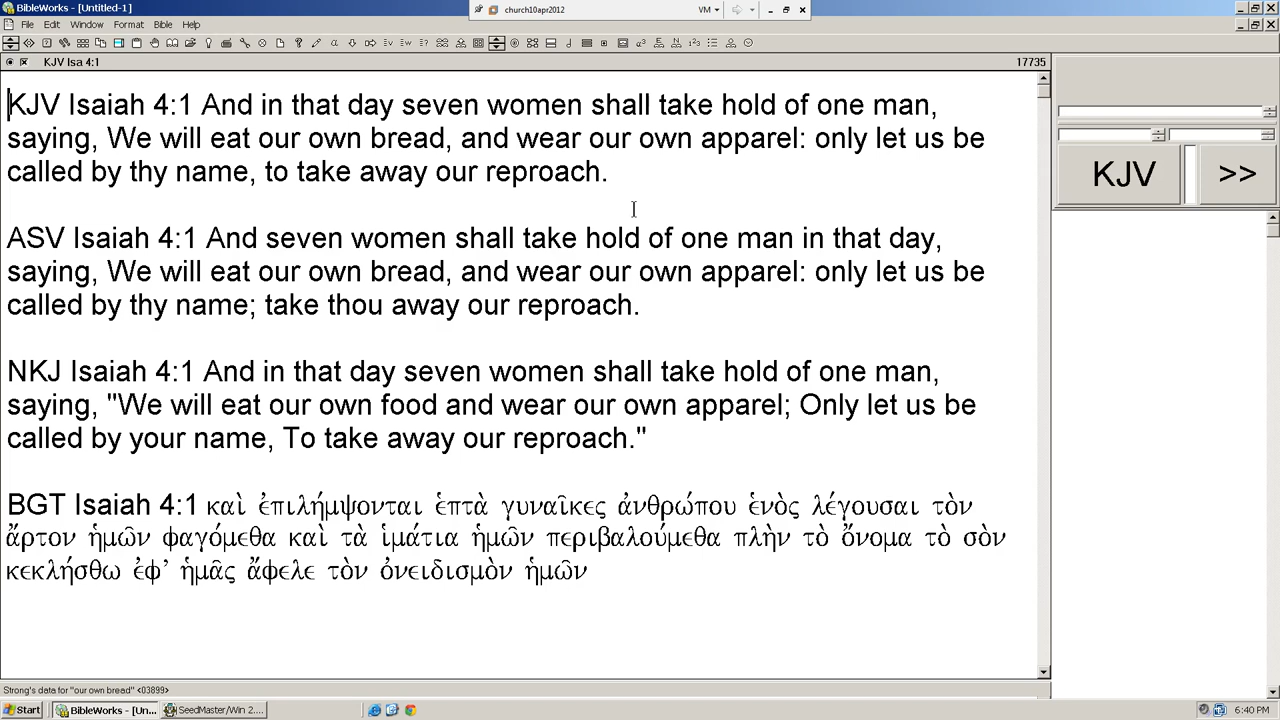 BibleWorks - [Untitled-1]
church10apr2012
VM
File Edit Window Format Bible Help
KJV Isa 4:1
17735
KJV Isaiah 4:1 And in that day seven women shall take hold of one man,
saying, We will eat our own bread, and wear our own apparel: only let us be
called by thy name, to take away our reproach.
ASV Isaiah 4:1 And seven women shall take hold of one man in that day,
saying, We will eat our own bread, and wear our own apparel: only let us be
called by thy name; take thou away our reproach.
NKJ Isaiah 4:1 And in that day seven women shall take hold of one man,
saying, "We will eat our own food and wear our own apparel; Only let us be
called by your name, To take away our reproach."
BGT Isaiah 4:1 καὶ ἐπιλήμψονται ἑπτὰ γυναῖκες ἀνθρώπου ἑνὸς λέγουσαι τὸν
ἄρτον ἡμῶν φαγόμεθα καὶ τὰ ἱμάτια ἡμῶν περιβαλούμεθα πλὴν τὸ ὄνομα τὸ σὸν
κεκλήσθω ἐφ’ ἡμᾶς ἄφελε τὸν ὀνειδισμὸν ἡμῶν
KJV >>
Strong's data for "our own bread" <03899>
Start BibleWorks - [Un... SeedMaster/Win 2.... 6:40 PM